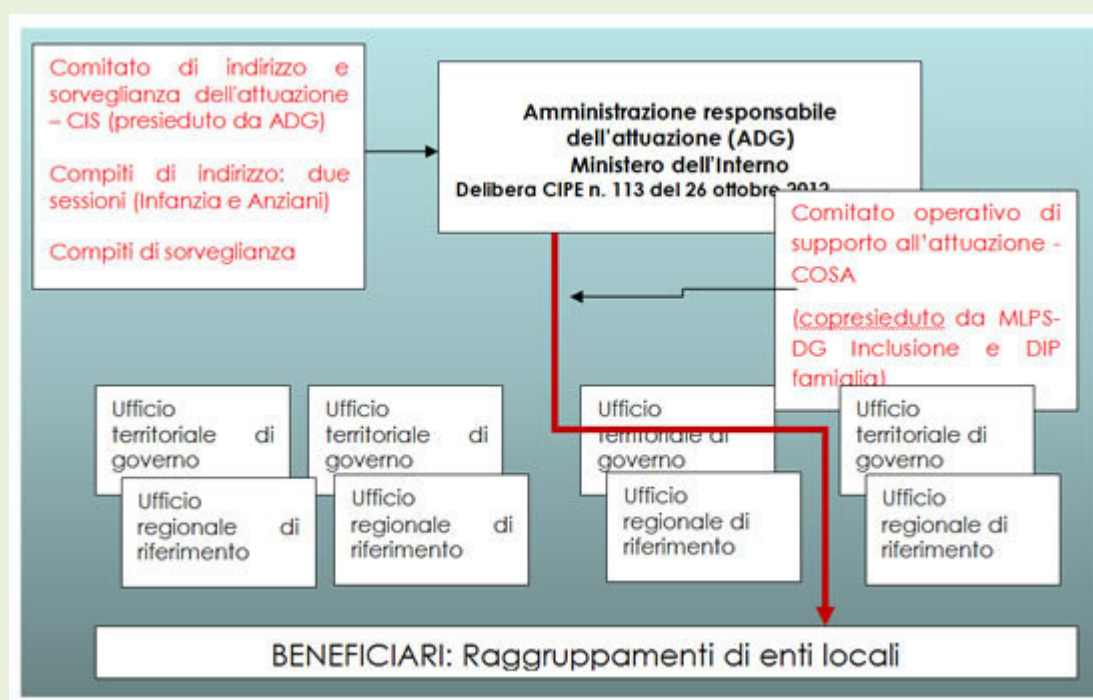 Comitato di indirizzo e
sorveglianza dell'attuazione
– CIS (presieduto da ADG)
Compiti di indirizzo: due
sessioni (Infanzia e Anziani)
Compiti di sorveglianza
Amministrazione responsabile
dell'attuazione (ADG)
Ministero dell'Interno
Delibera CIPE n. 113 del 26 ottobre 2012
Comitato operativo di
supporto all'attuazione -
COSA
(copresieduto da MLPS-
DG Inclusione e DIP
famiglia)
Ufficio
territoriale di
governo
Ufficio
regionale di
riferimento
Ufficio
territoriale di
governo
Ufficio
regionale di
riferimento
Ufficio
territoriale di
governo
Ufficio
regionale di
riferimento
Ufficio
territoriale di
governo
Ufficio
regionale di
riferimento
BENEFICIARI: Raggruppamenti di enti locali